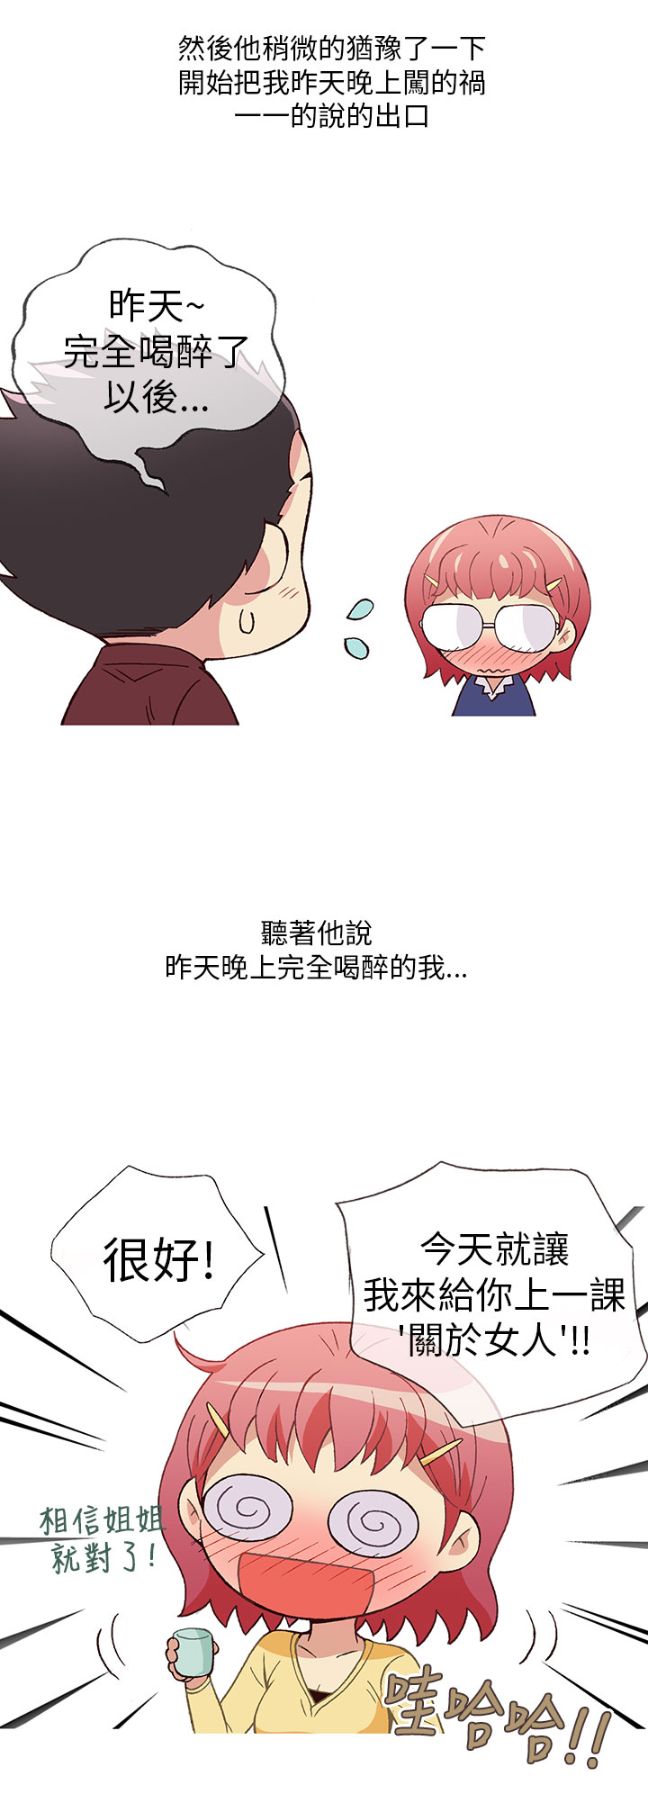 然後他稍微的猶豫了一下
開始把我昨天晚上闖的禍
一一的說的出口
昨天~
完全喝醉了
以後...
聽著他說
昨天晚上完全喝醉的我...
很好!
今天就讓
我來給你上一課
'關於女人'!!
相信姐姐
就對了!
哇哈哈!!